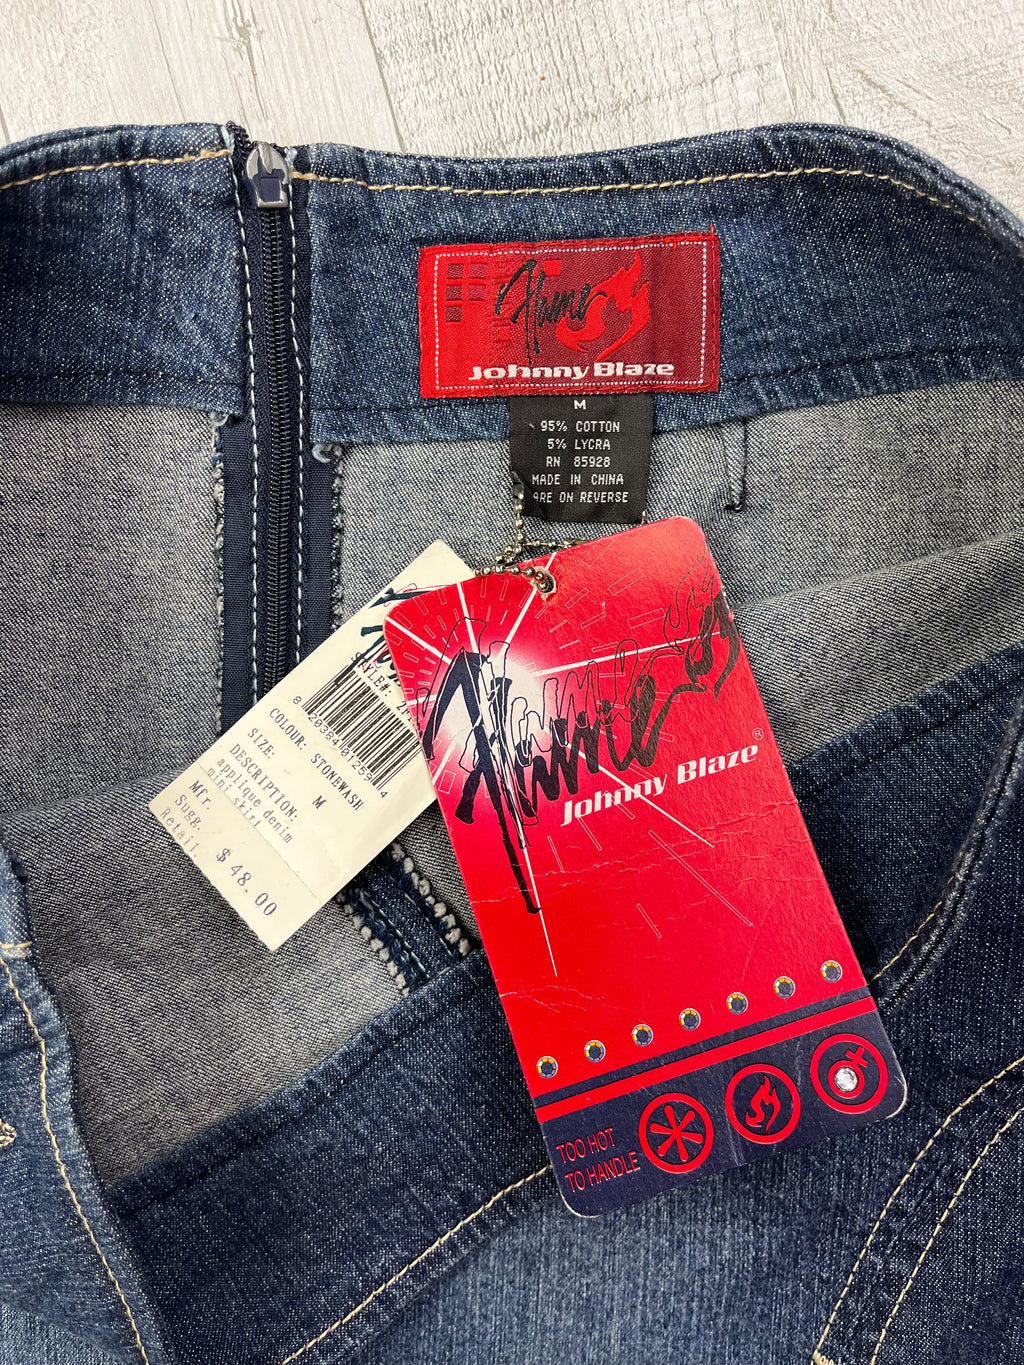 Flame
Johnny Blaze
M
95% COTTON
5% LYCRA
RN 85928
MADE IN CHINA
ARE ON REVERSE
Flame
Johnny Blaze®
TOO HOT
TO HANDLE
STYLE#:
COLOUR: STONEWASH
SIZE: M
DESCRIPTION:
applique denim
mini skirt
Mfr.
Sugg.
Retail. $ 48.00